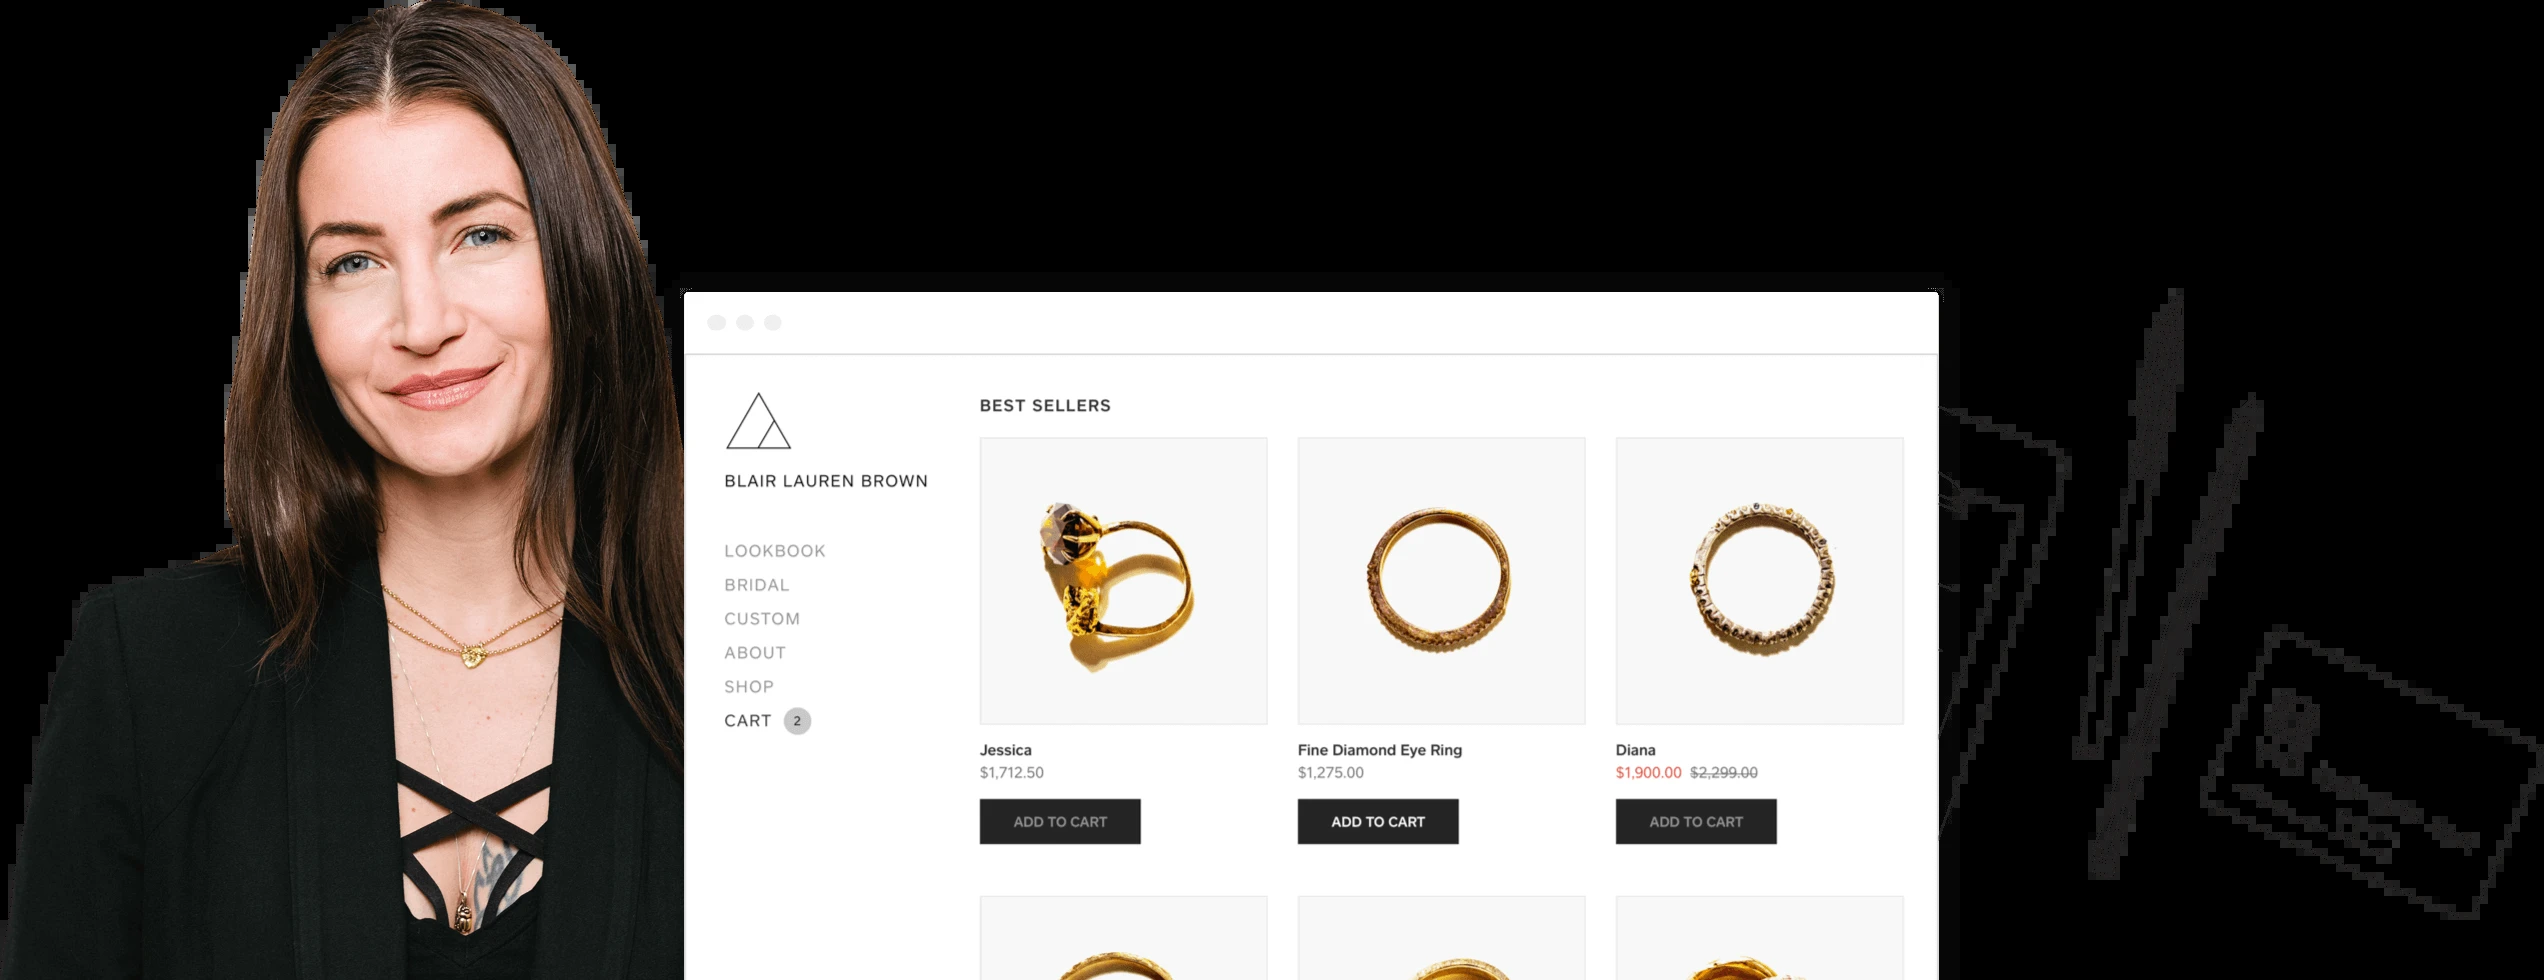 BLAIR LAUREN BROWN
LOOKBOOK
BRIDAL
CUSTOM
ABOUT
SHOP
CART 2
BEST SELLERS
Jessica
$1,712.50
ADD TO CART
Fine Diamond Eye Ring
$1,275.00
ADD TO CART
Diana
$1,900.00 $2,299.00
ADD TO CART